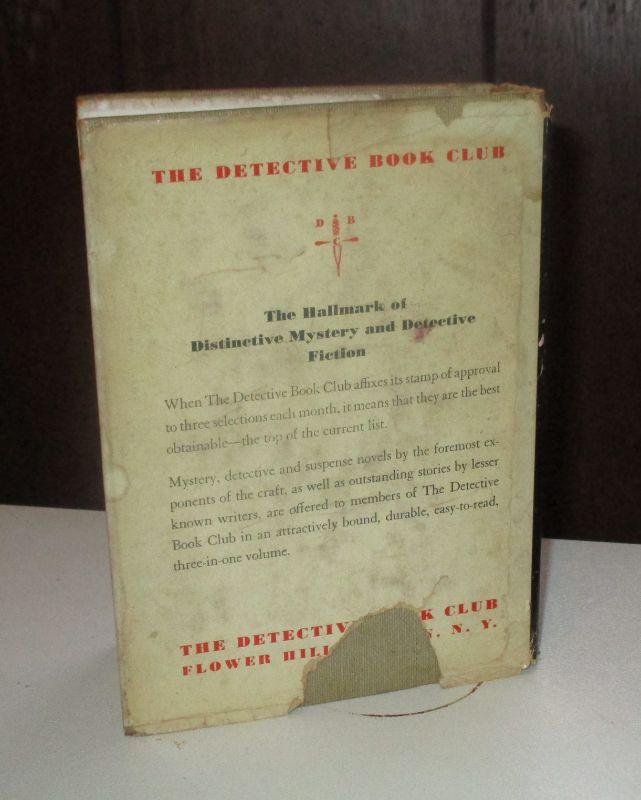 THE DETECTIVE BOOK CLUB
D B
C
The Hallmark of
Distinctive Mystery and Detective
Fiction
When The Detective Book Club affixes its stamp of approval
to three selections each month, it means that they are the best
obtainable—the top of the current list.
Mystery, detective and suspense novels by the foremost ex-
ponents of the craft, as well as outstanding stories by lesser
known writers, are offered to members of The Detective
Book Club in an attractively bound, durable, easy-to-read,
three-in-one volume.
THE DETECTIV K CLUB
FLOWER HILL N. Y.